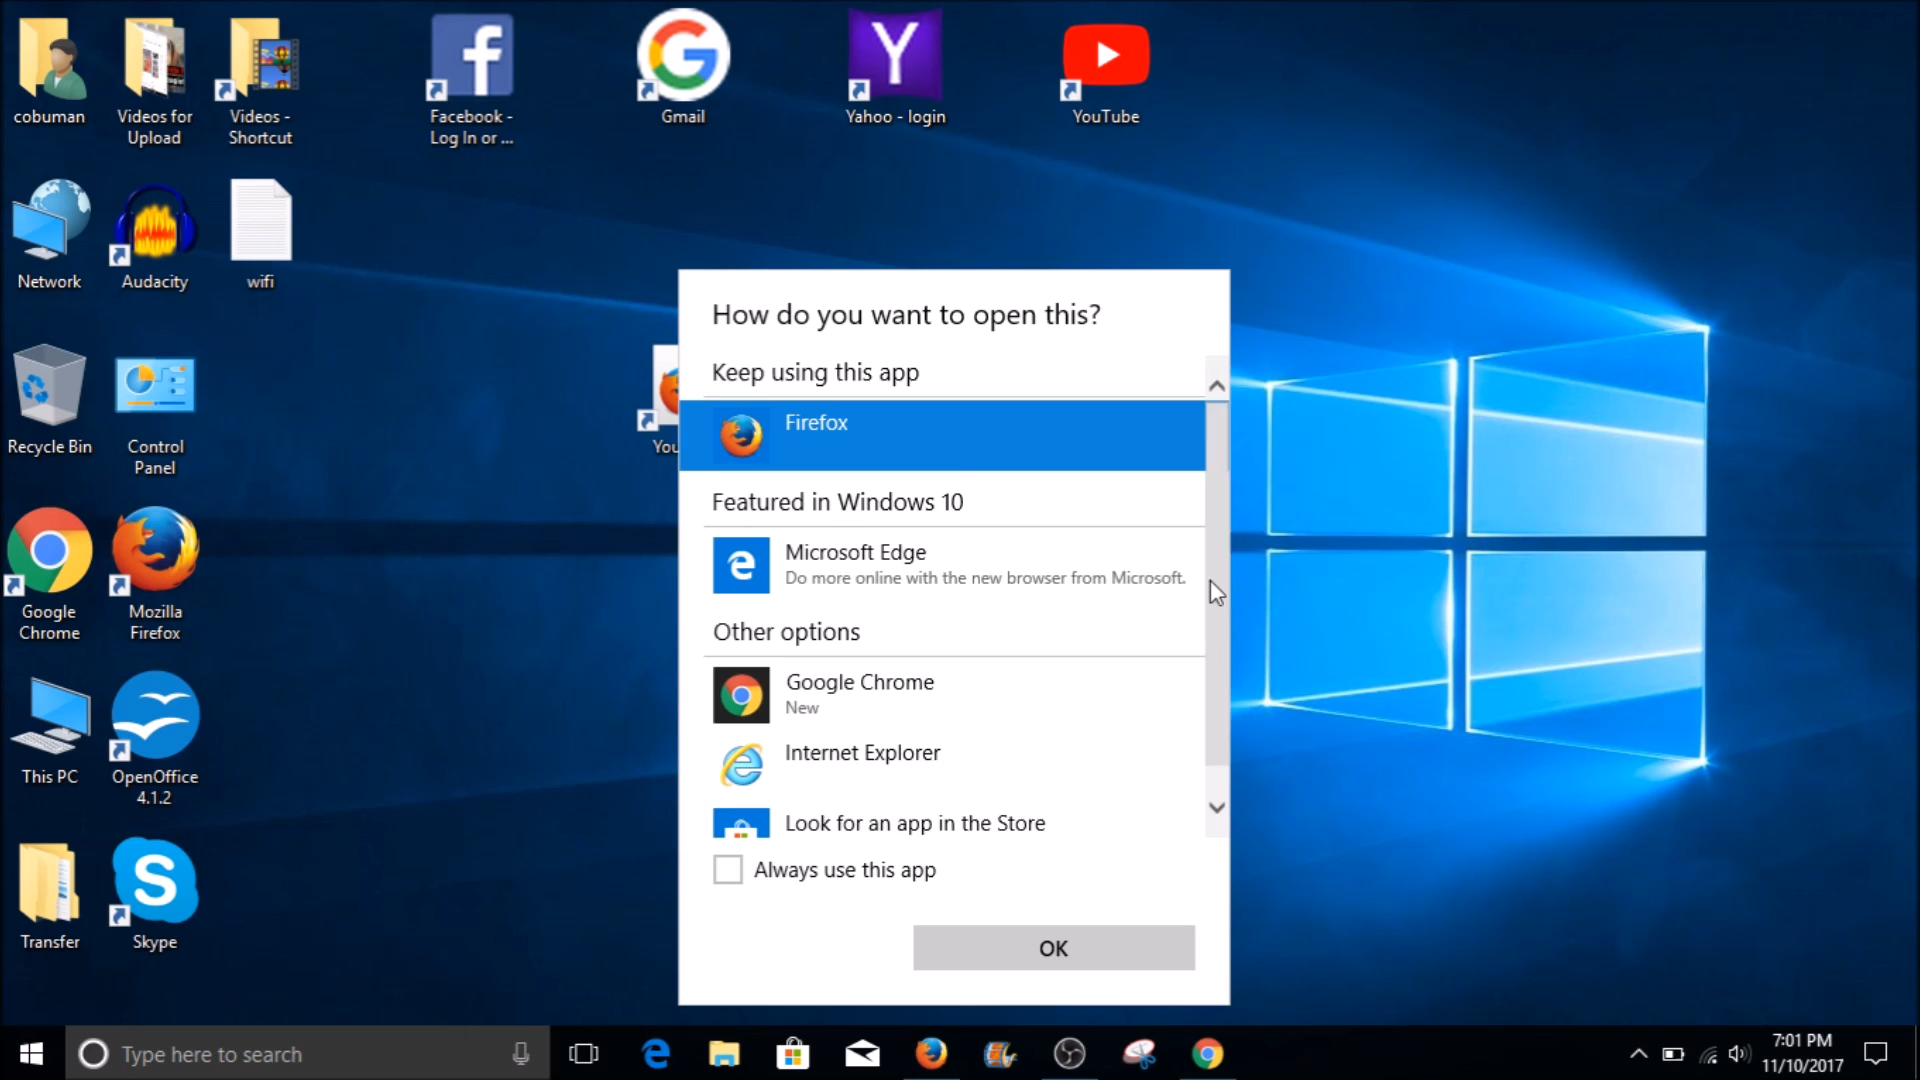 cobuman
Videos for
Upload
Videos -
Shortcut
Facebook -
Log In or ...
Gmail
Yahoo - login
YouTube
Network
Audacity
wifi
Recycle Bin
Control
Panel
You
Google
Chrome
Mozilla
Firefox
This PC
OpenOffice
4.1.2
Transfer
Skype
How do you want to open this?
Keep using this app
Firefox
Featured in Windows 10
Microsoft Edge
Do more online with the new browser from Microsoft.
Other options
Google Chrome
New
Internet Explorer
Look for an app in the Store
Always use this app
OK
Type here to search
7:01 PM
11/10/2017